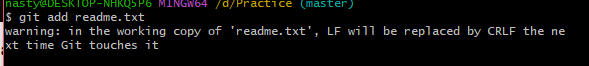 nasty@DESKTOP-NHKQ5P6 MINGW64 /d/Practice (master)
$ git add readme.txt
warning: in the working copy of 'readme.txt', LF will be replaced by CRLF the ne
xt time Git touches it